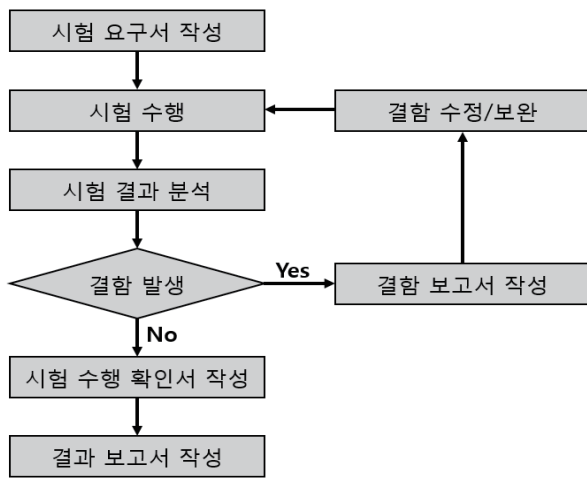 시험 요구서 작성
시험 수행
결함 수정/보완
시험 결과 분석
결함 발생
Yes
결함 보고서 작성
No
시험 수행 확인서 작성
결과 보고서 작성